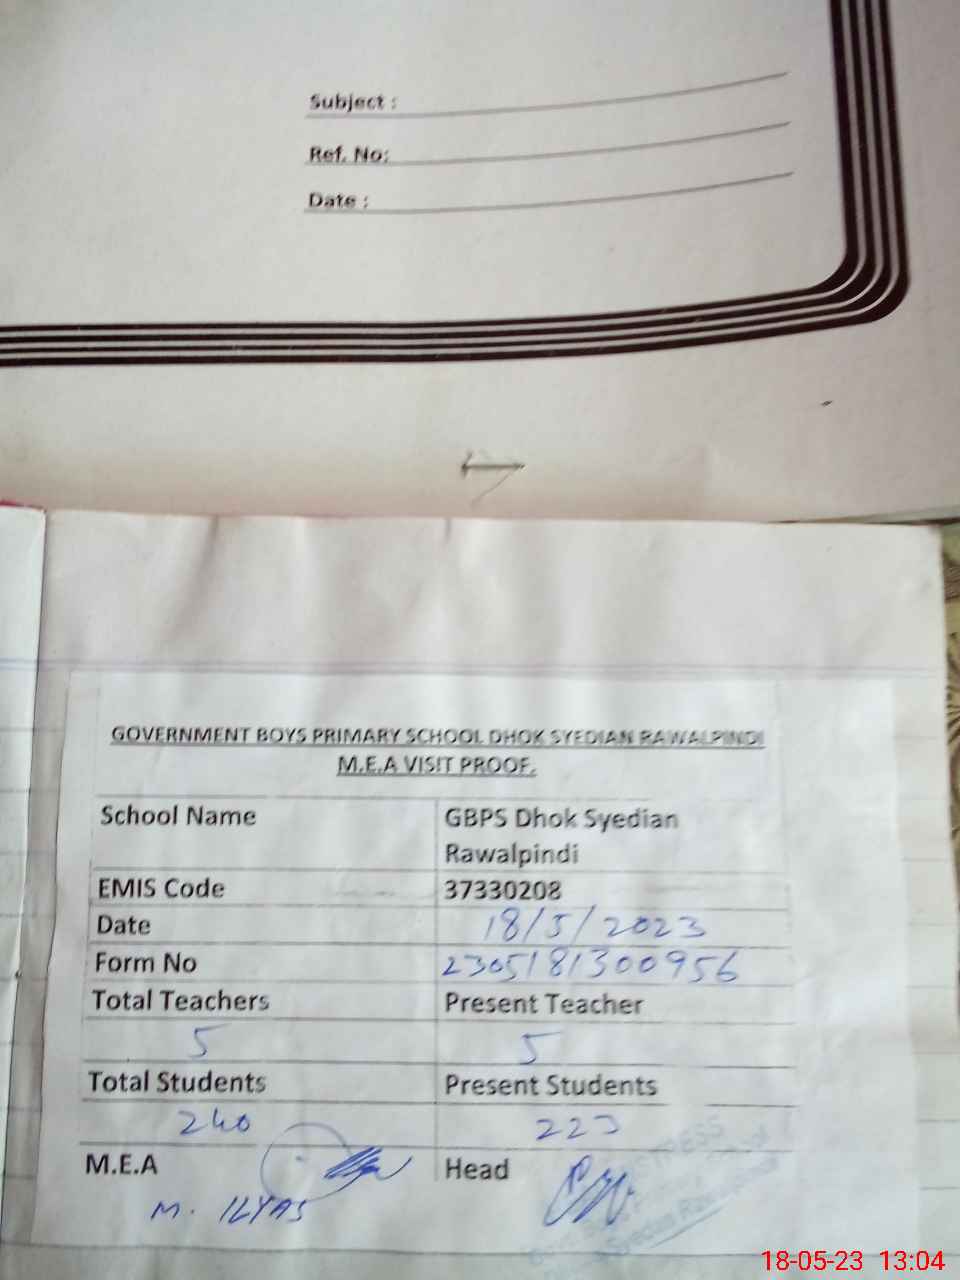 Subject :
Ref. No:
Date :
GOVERNMENT BOYS PRIMARY SCHOOL DHOK SYEDIAN RAWALPINDI
M.E.A VISIT PROOF.
School Name GBPS Dhok Syedian
Rawalpindi
EMIS Code 37330208
Date 18/5/2023
Form No 2305181300956
Total Teachers Present Teacher
5 5
Total Students Present Students
240 223
M.E.A Head
M. ILYAS
18-05-23 13:04